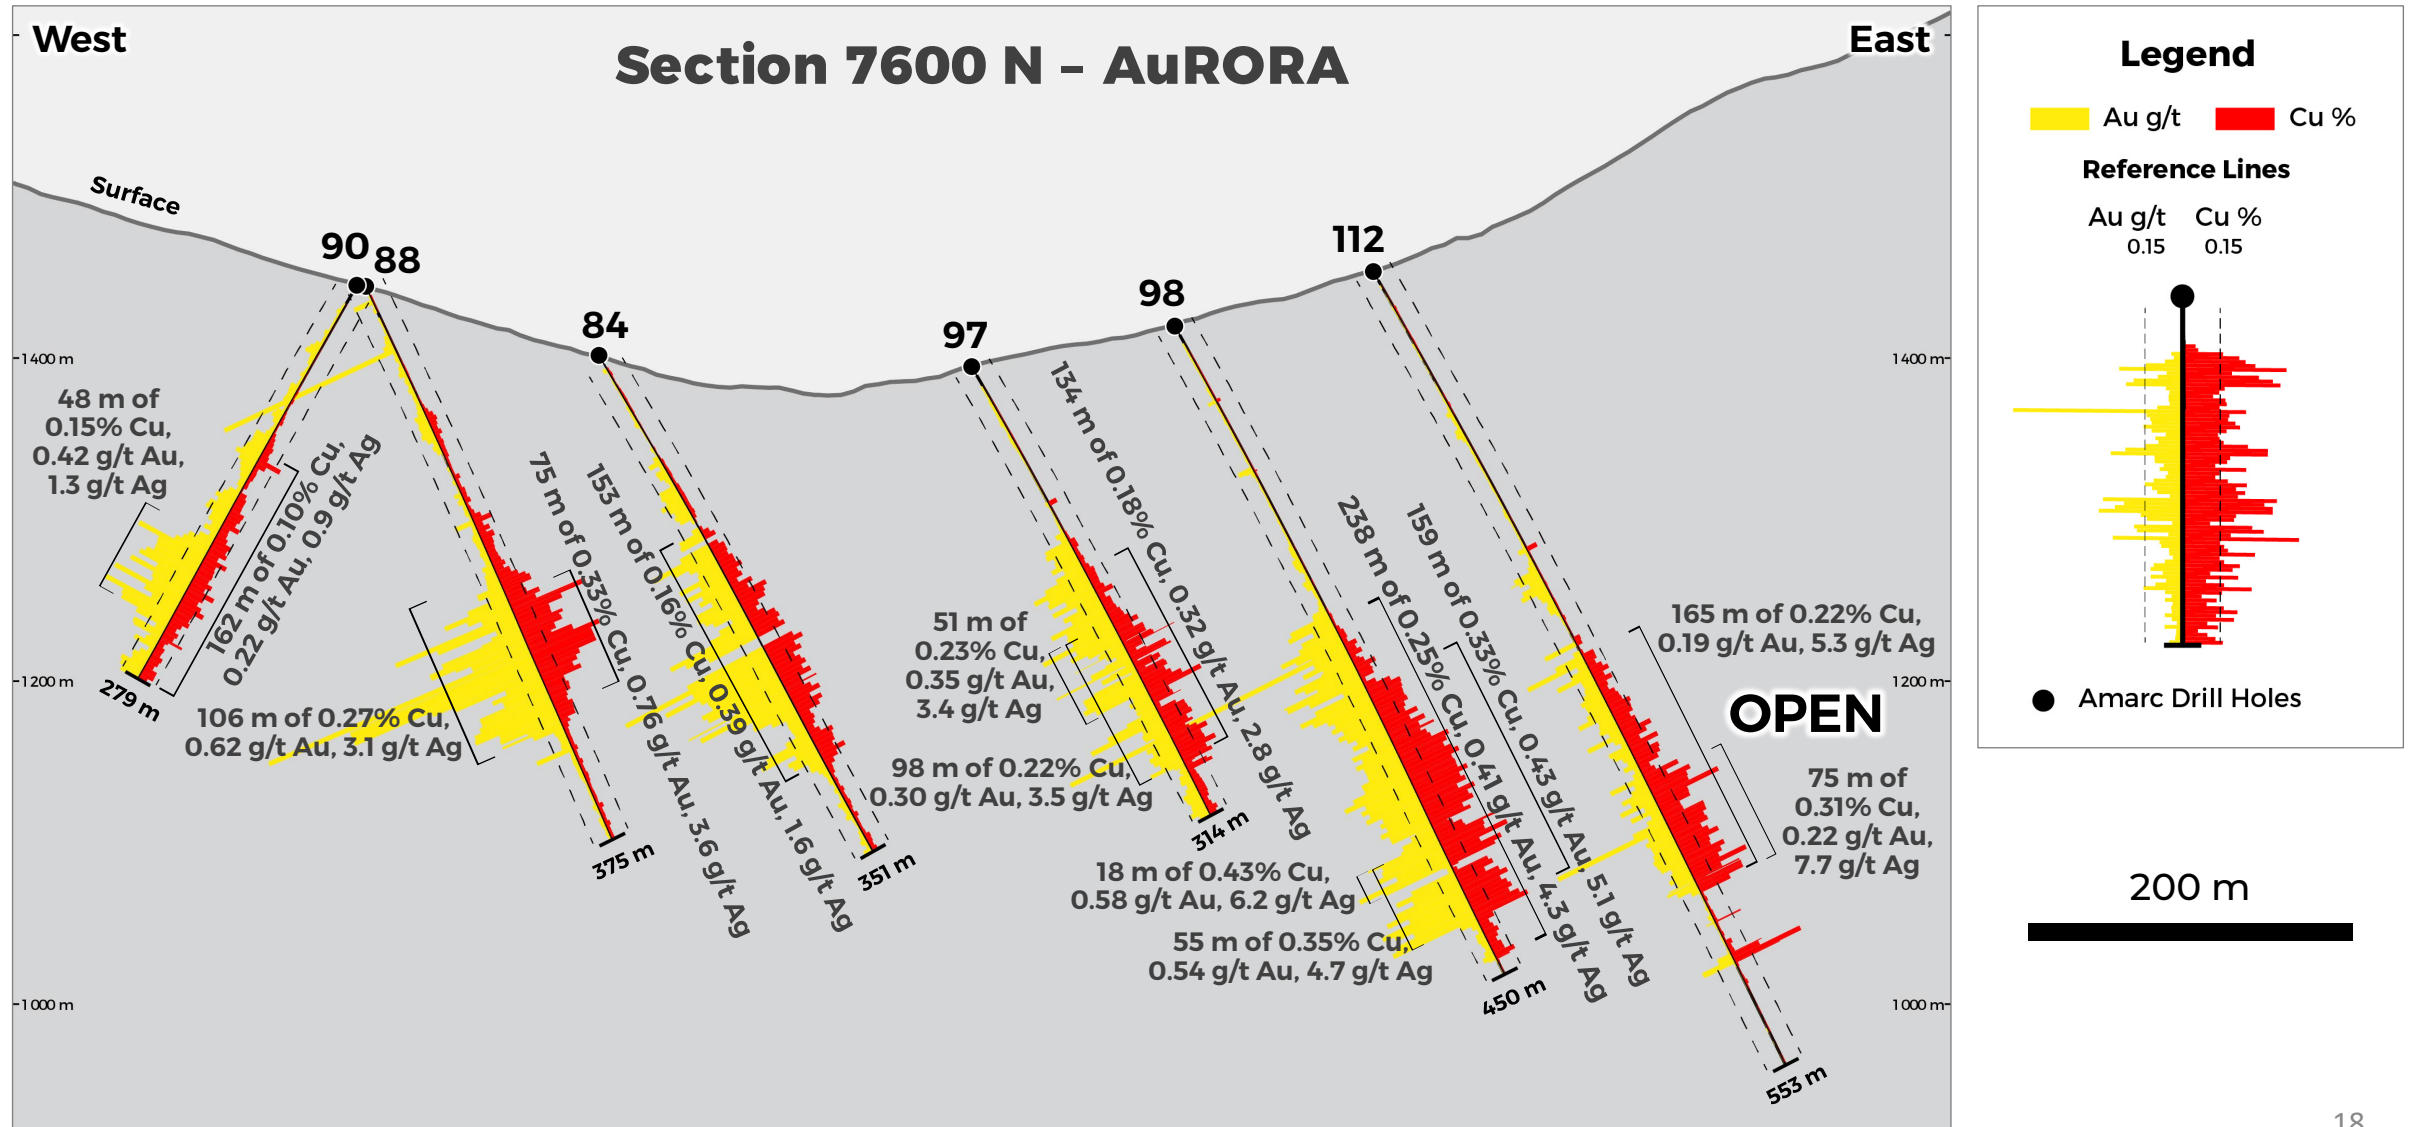 West
East
Section 7600 N – AuRORA
Surface
90
88
84
97
98
112
1400 m
1400 m
1200 m
1200 m
1000 m
1000 m
48 m of
0.15% Cu,
0.42 g/t Au,
1.3 g/t Ag
162 m of 0.10% Cu,
0.22 g/t Au, 0.9 g/t Ag
279 m
106 m of 0.27% Cu,
0.62 g/t Au, 3.1 g/t Ag
75 m of 0.33% Cu, 0.76 g/t Au, 3.6 g/t Ag
375 m
153 m of 0.16% Cu, 0.39 g/t Au, 1.6 g/t Ag
351 m
51 m of
0.23% Cu,
0.35 g/t Au,
3.4 g/t Ag
98 m of 0.22% Cu,
0.30 g/t Au, 3.5 g/t Ag
134 m of 0.18% Cu, 0.32 g/t Au, 2.8 g/t Ag
314 m
18 m of 0.43% Cu,
0.58 g/t Au, 6.2 g/t Ag
55 m of 0.35% Cu,
0.54 g/t Au, 4.7 g/t Ag
238 m of 0.25% Cu, 0.41 g/t Au, 4.3 g/t Ag
159 m of 0.33% Cu, 0.43 g/t Au, 5.1 g/t Ag
450 m
165 m of 0.22% Cu,
0.19 g/t Au, 5.3 g/t Ag
OPEN
75 m of
0.31% Cu,
0.22 g/t Au,
7.7 g/t Ag
553 m
Legend
Au g/t
Cu %
Reference Lines
Au g/t
Cu %
0.15
0.15
Amarc Drill Holes
200 m
18